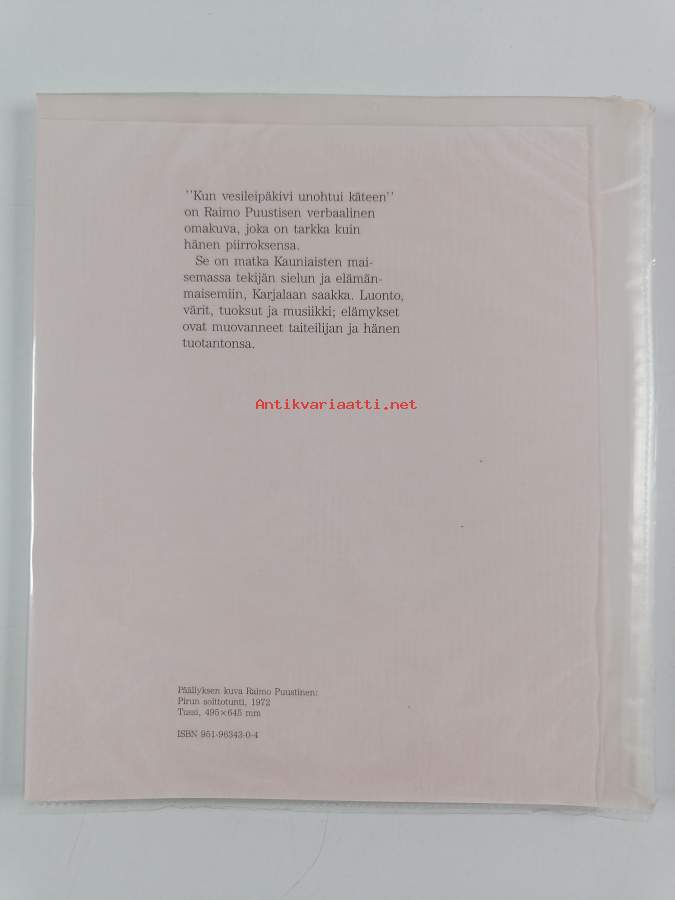 ''Kun vesileipäkivi unohtui käteen''
on Raimo Puustisen verbaalinen
omakuva, joka on tarkka kuin
hänen piirroksensa.
Se on matka Kauniaisten mai-
semassa tekijän sielun ja elämän-
maisemiin, Karjalaan saakka. Luonto,
värit, tuoksut ja musiikki; elämykset
ovat muovanneet taiteilijan ja hänen
tuotantonsa.
Antikvariaatti.net
Päällyksen kuva Raimo Puustinen:
Pirun soittotunti, 1972
Tussi, 495×645 mm
ISBN 951-96343-0-4